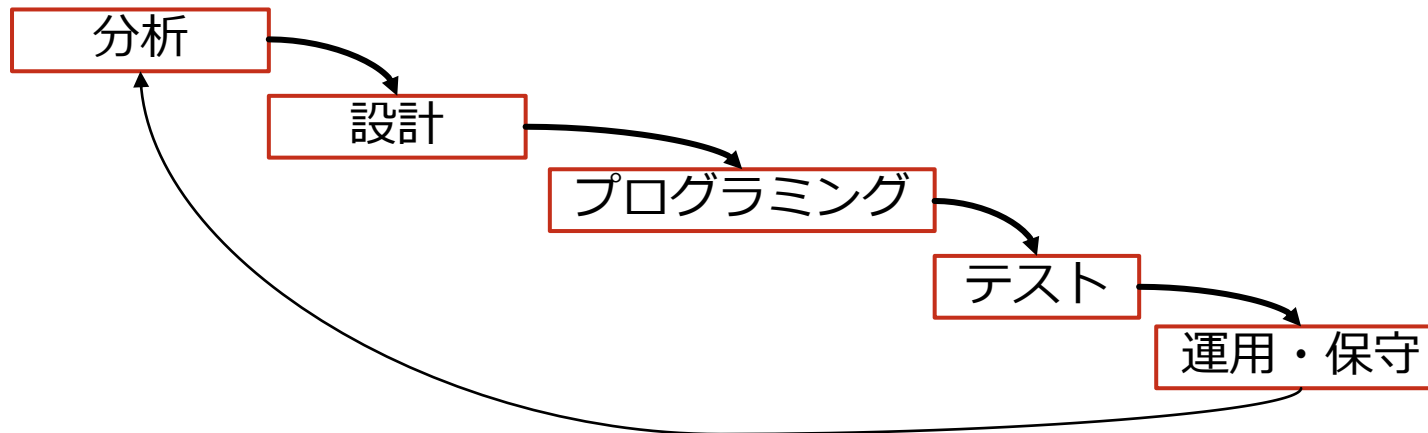 分析
設計
プログラミング
テスト
運用・保守